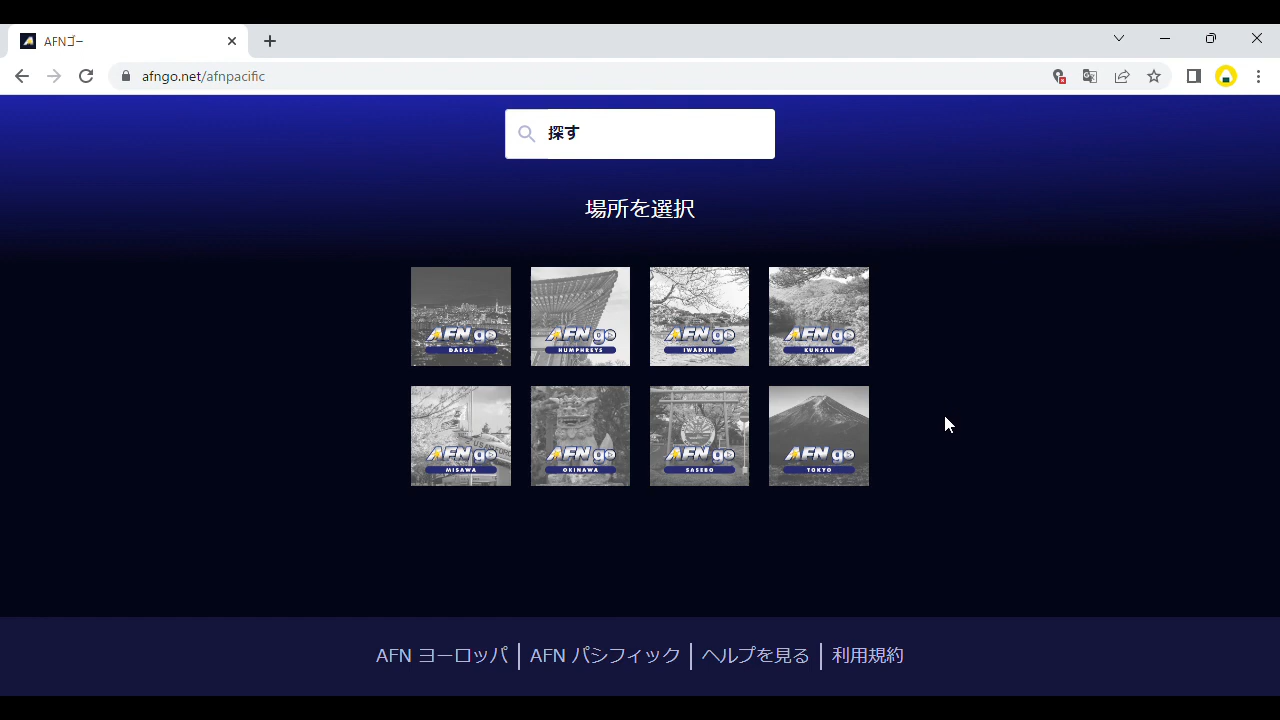 AFNゴー
afngo.net/afnpacific
探す
場所を選択
AFN go DAEGU
AFN go HUMPHREYS
AFN go IWAKUNI
AFN go KUNSAN
AFN go MISAWA
AFN go OKINAWA
AFN go SASEBO
AFN go TOKYO
AFN ヨーロッパ
AFN パシフィック
ヘルプを見る
利用規約